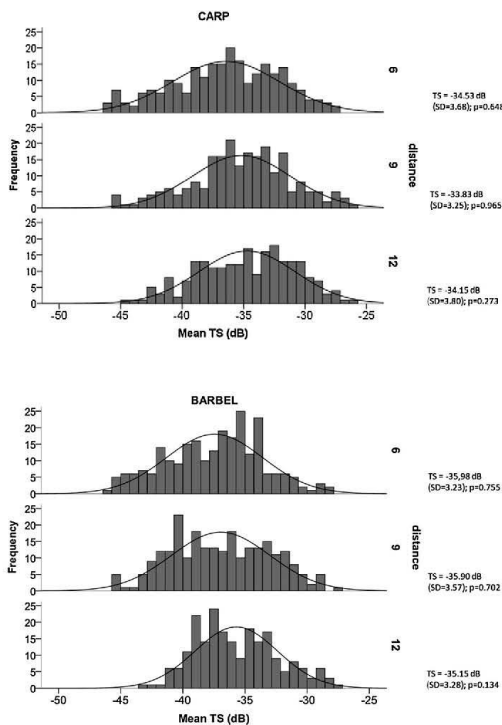 CARP
25
20
15
10
5
0
6
TS = -34.53 dB
(SD=3.68); p=0.648
Frequency
25
20
15
10
5
0
9
distance
TS = -33.83 dB
(SD=3.25); p=0.965
25
20
15
10
5
0
12
TS = -34.15 dB
(SD=3.80); p=0.273
-50 -45 -40 -35 -30 -25
Mean TS (dB)
BARBEL
25
20
15
10
5
0
6
TS = -35,98 dB
(SD=3.23); p=0.755
Frequency
25
20
15
10
5
0
9
distance
TS = -35.90 dB
(SD=3.57); p=0.702
25
20
15
10
5
0
12
TS = -35.15 dB
(SD=3.28); p=0.134
-50 -45 -40 -35 -30 -25
Mean TS (dB)